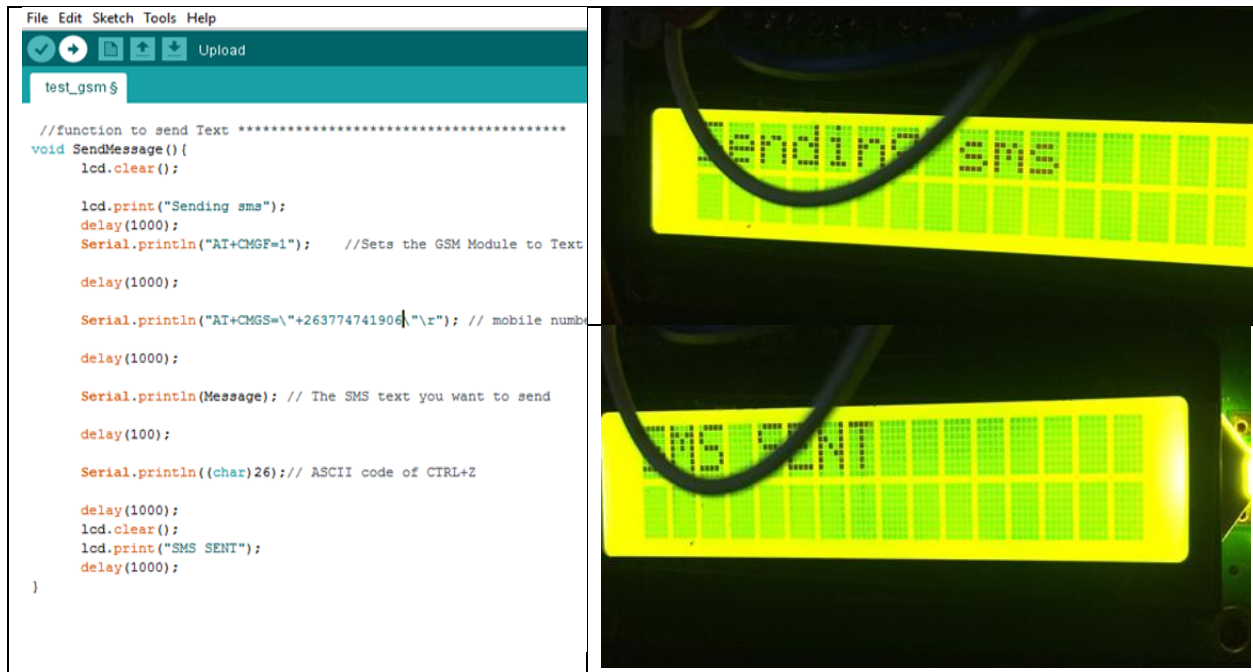 File Edit Sketch Tools Help
Upload
test_gsm §
//function to send Text ****************************************
void SendMessage(){
lcd.clear();
lcd.print("Sending sms");
delay(1000);
Serial.println("AT+CMGF=1");    //Sets the GSM Module to Text
delay(1000);
Serial.println("AT+CMGS=\"+263774741906\"\r"); // mobile numbe
delay(1000);
Serial.println(Message); // The SMS text you want to send
delay(100);
Serial.println((char)26);// ASCII code of CTRL+Z
delay(1000);
lcd.clear();
lcd.print("SMS SENT");
delay(1000);
}
Sending sms
SMS SENT